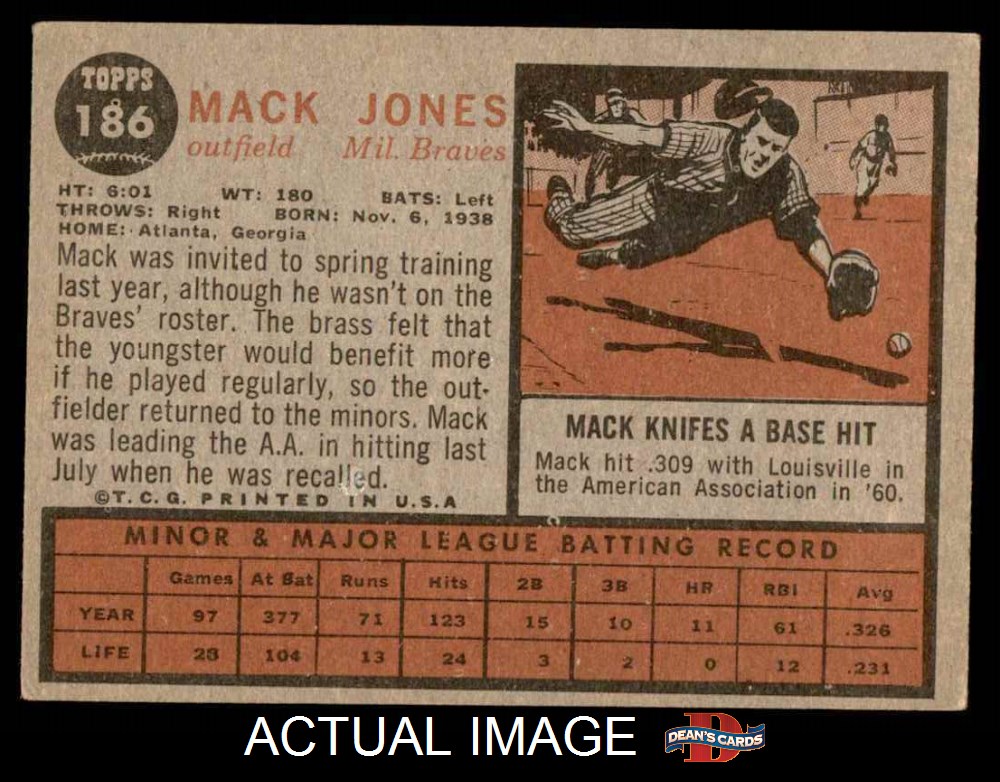 TOPPS
186
MACK JONES
outfield Mil. Braves
HT: 6:01 WT: 180 BATS: Left
THROWS: Right BORN: Nov. 6, 1938
HOME: Atlanta, Georgia
Mack was invited to spring training
last year, although he wasn't on the
Braves' roster. The brass felt that
the youngster would benefit more
if he played regularly, so the out-
fielder returned to the minors. Mack
was leading the A.A. in hitting last
July when he was recalled.
©T.C.G. PRINTED IN U.S.A
MACK KNIFES A BASE HIT
Mack hit .309 with Louisville in
the American Association in '60.
MINOR & MAJOR LEAGUE BATTING RECORD
Games At Bat Runs Hits 2B 3B HR RBI Avg
YEAR 97 377 71 123 15 10 11 61 .326
LIFE 28 104 13 24 3 2 0 12 .231
ACTUAL IMAGE
DEAN'S CARDS